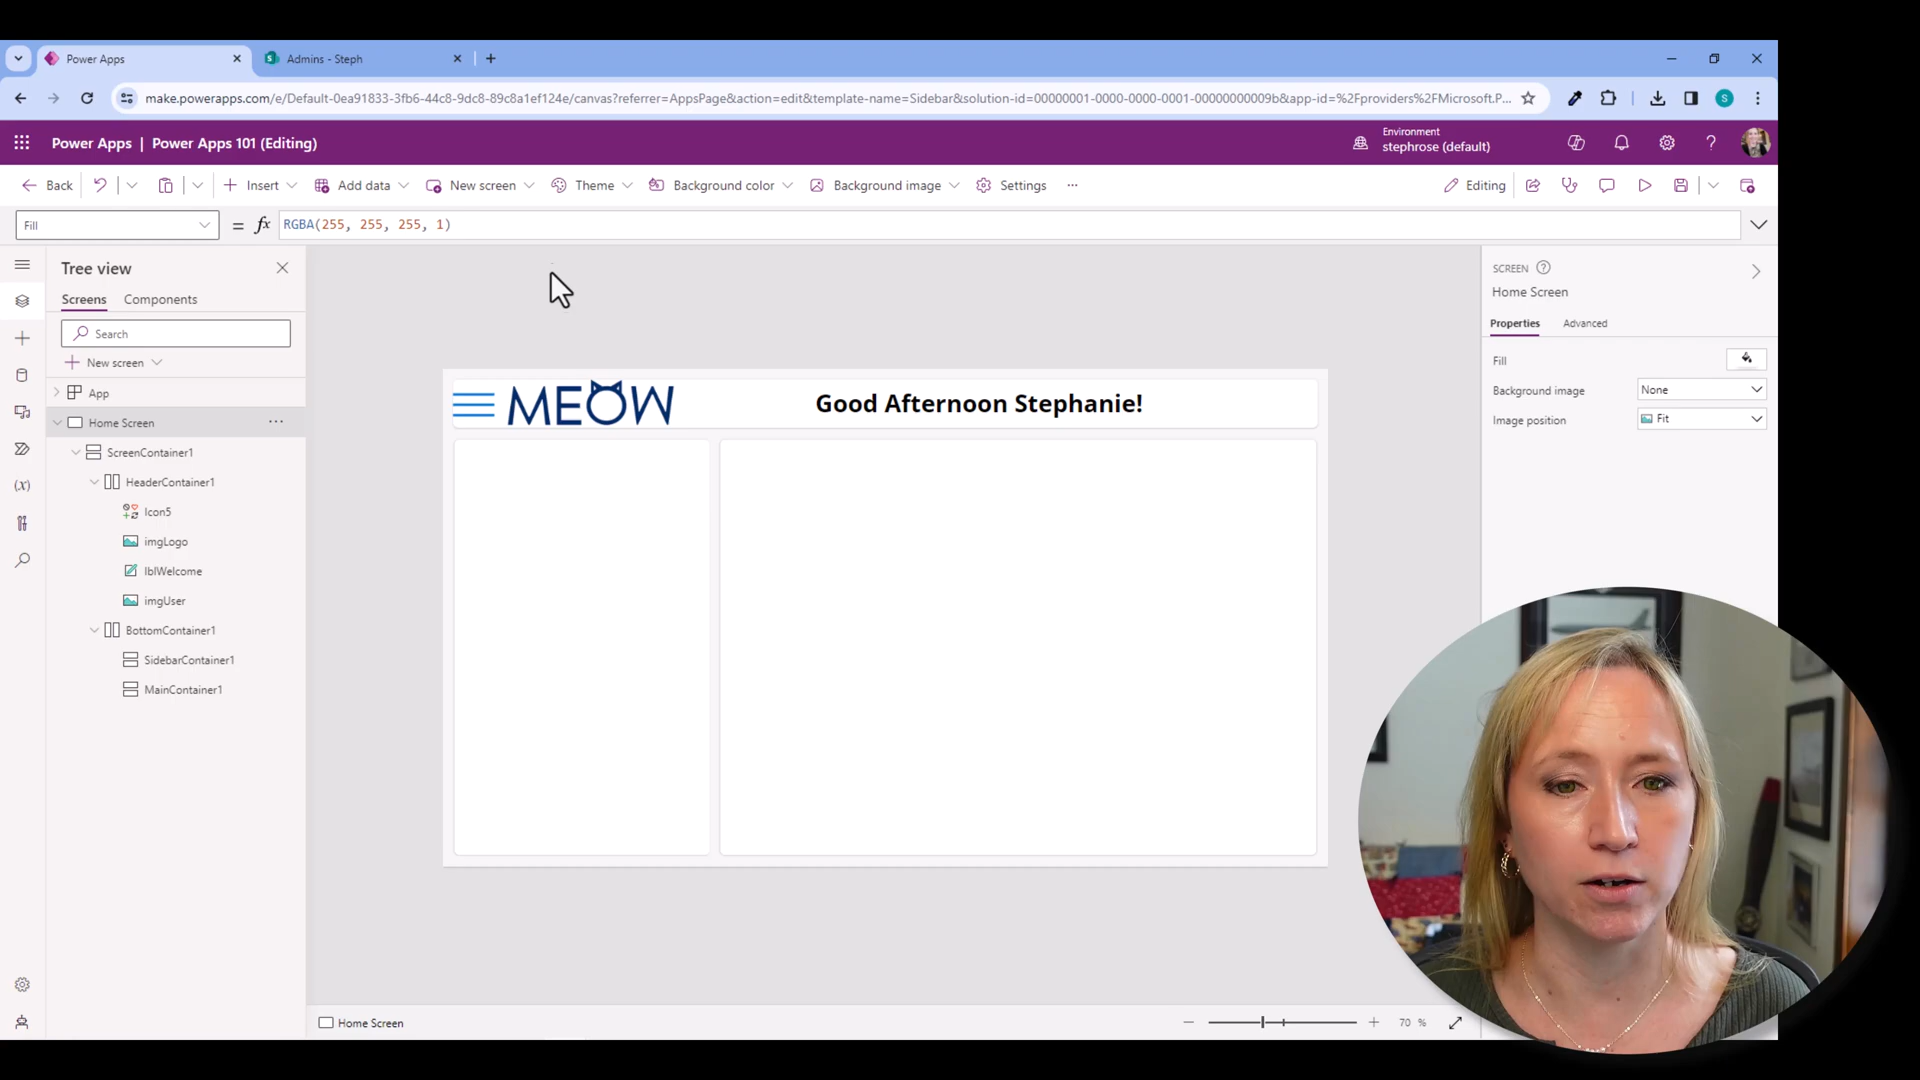 Power Apps
Admins - Steph
make.powerapps.com/e/Default-0ea91833-3fb6-44c8-9dc8-89c8a1ef124e/canvas?referrer=AppsPage&action=edit&template-name=Sidebar&solution-id=00000001-0000-0000-0001-00000000009b&app-id=%2Fproviders%2FMicrosoft.P...
S
Power Apps | Power Apps 101 (Editing)
Environment
stephrose (default)
Back
Insert
Add data
New screen
Theme
Background color
Background image
Settings
...
Editing
Fill
= fx RGBA(255, 255, 255, 1)
Tree view
Screens Components
Search
New screen
App
Home Screen ...
ScreenContainer1
HeaderContainer1
Icon5
imgLogo
lblWelcome
imgUser
BottomContainer1
SidebarContainer1
MainContainer1
(x)
MEOW
Good Afternoon Stephanie!
SCREEN
Home Screen
Properties Advanced
Fill
Background image None
Image position Fit
Home Screen
70 %